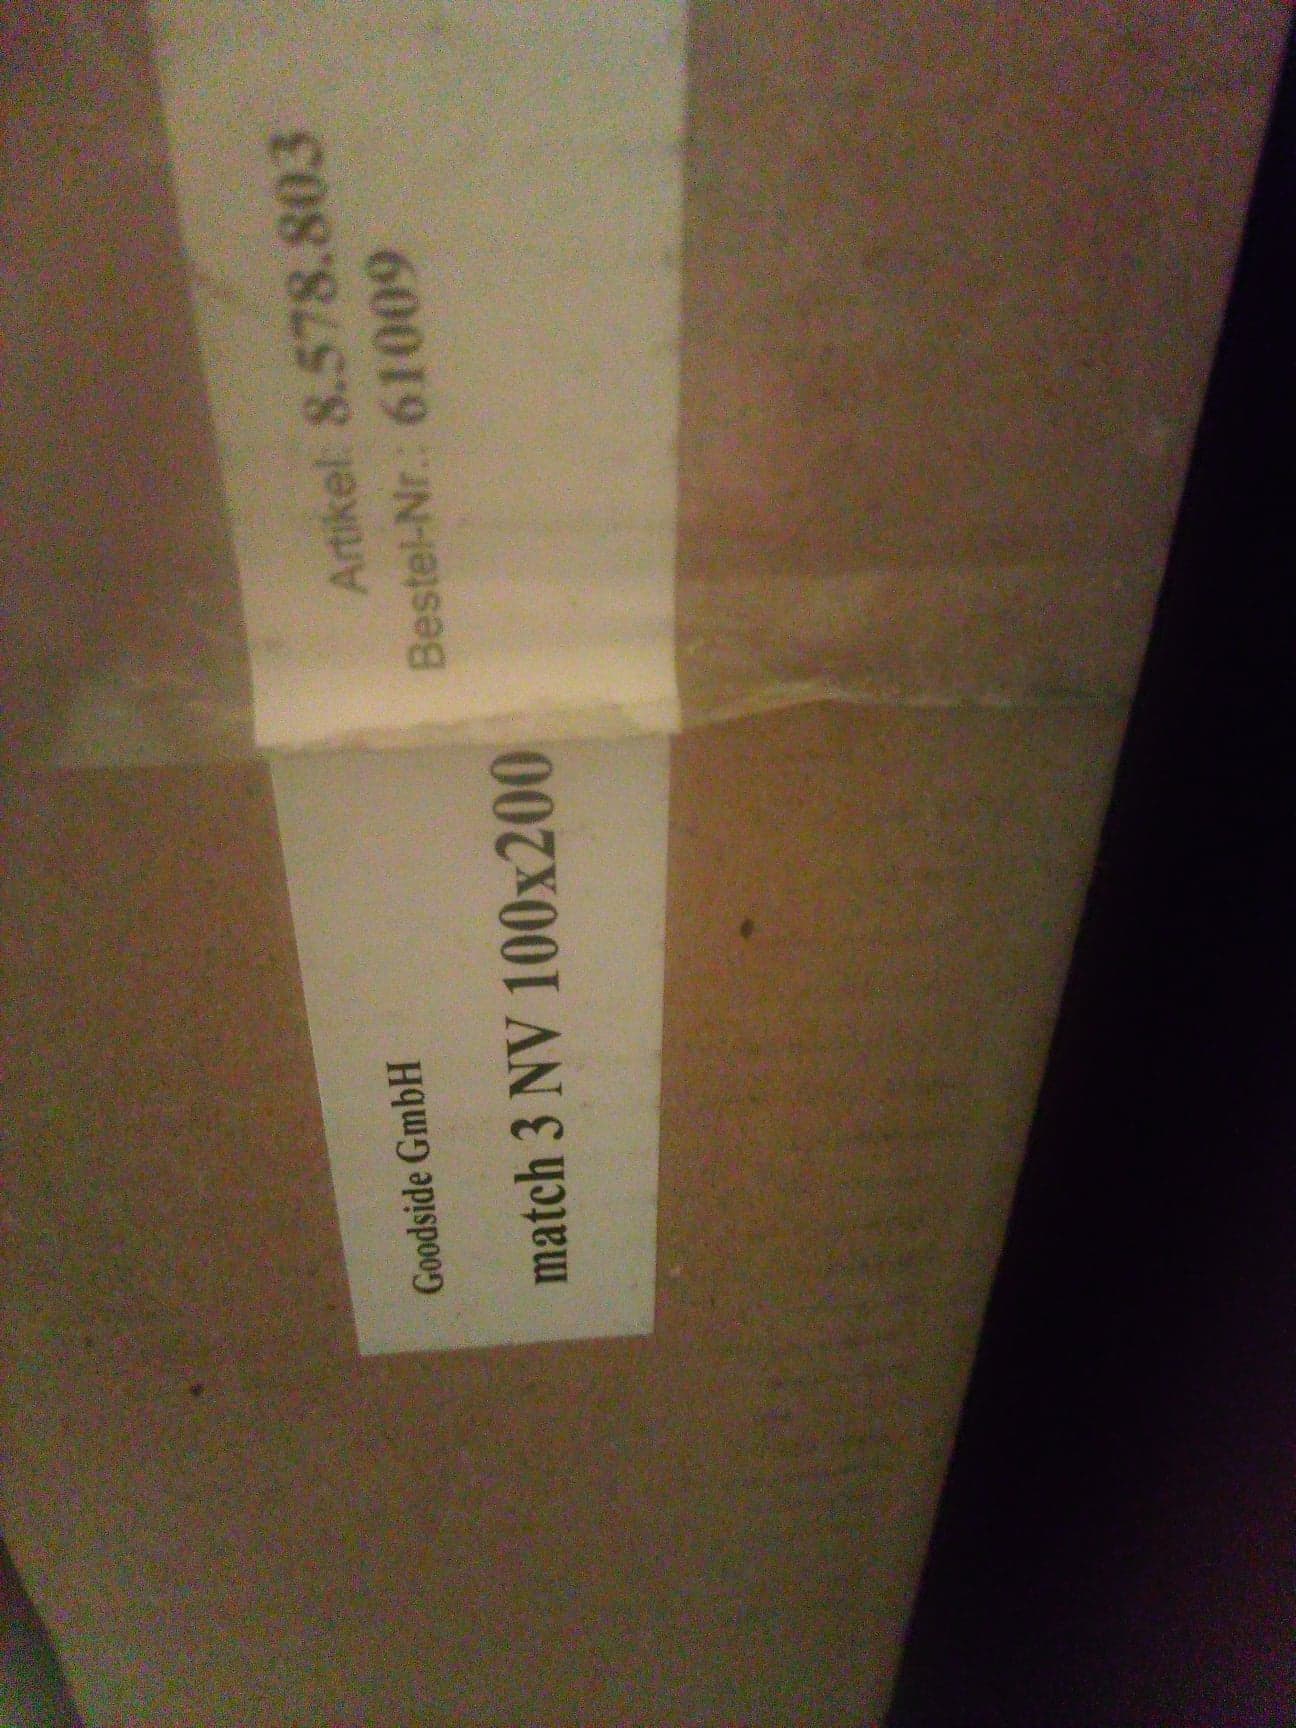 Goodside GmbH
match 3 NV 100x200
Artikel: 8.578.803
Bestel-Nr.: 61009